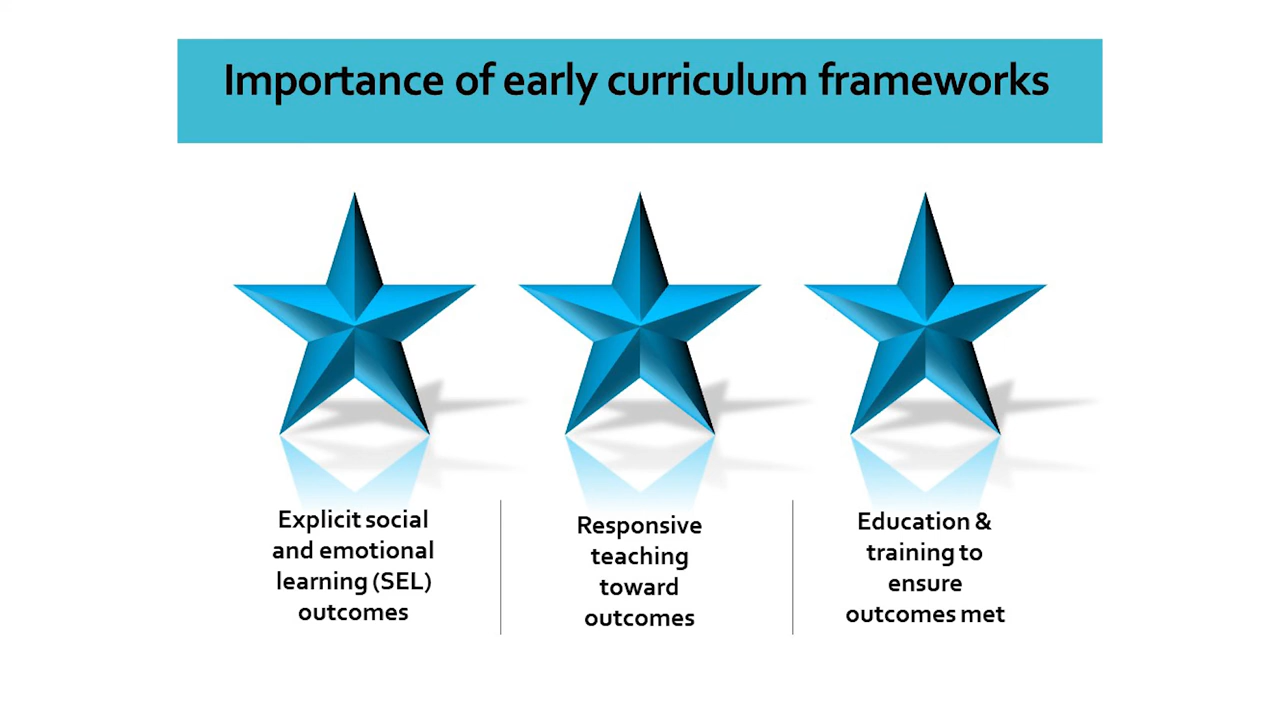 Importance of early curriculum frameworks
Explicit social
and emotional
learning (SEL)
outcomes
Responsive
teaching
toward
outcomes
Education &
training to
ensure
outcomes met